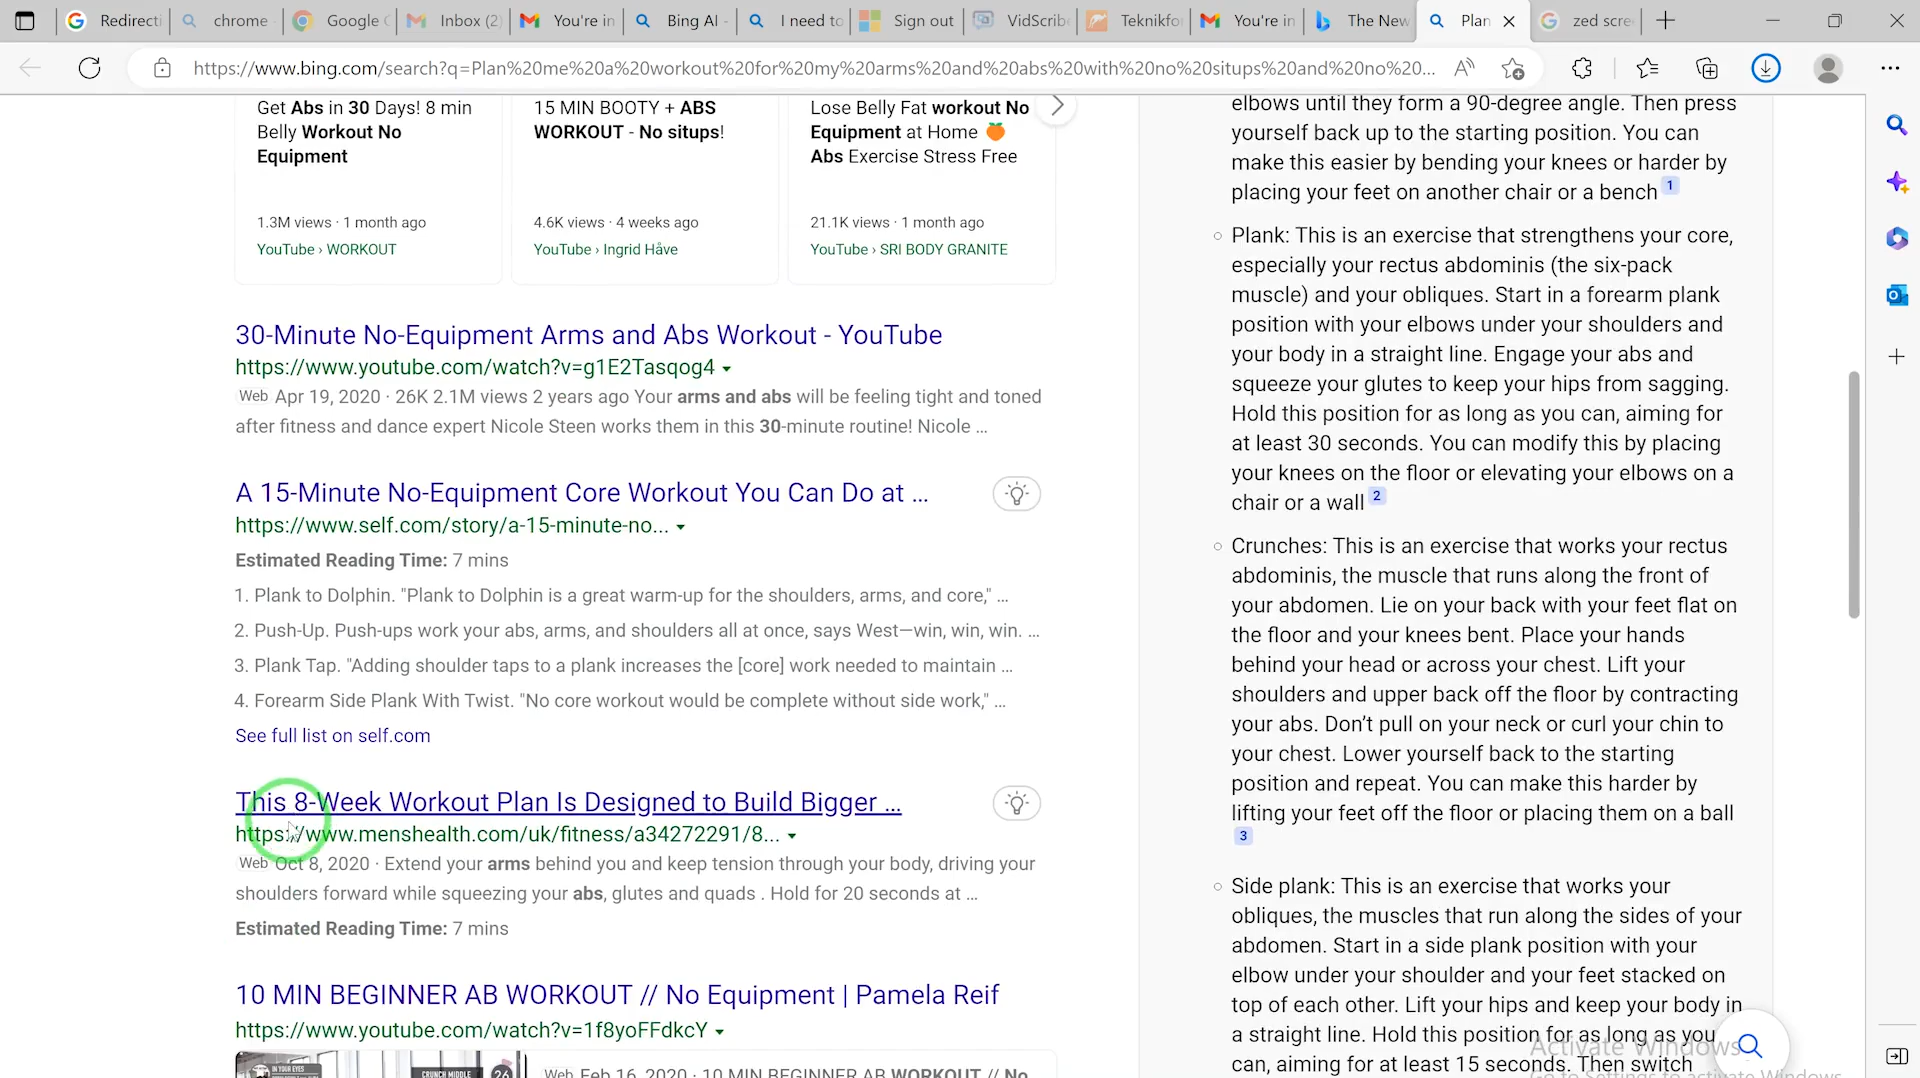 Redirecti
chrome
Google C
Inbox (2)
You're in
Bing AI -
I need to
Sign out
VidScribe
Teknikfor
You're in
The New
Plan
zed scre
https://www.bing.com/search?q=Plan%20me%20a%20workout%20for%20my%20arms%20and%20abs%20with%20no%20situps%20and%20no%20...
Get Abs in 30 Days! 8 min
Belly Workout No
Equipment
1.3M views · 1 month ago
YouTube › WORKOUT
15 MIN BOOTY + ABS
WORKOUT - No situps!
4.6K views · 4 weeks ago
YouTube › Ingrid Håve
Lose Belly Fat workout No
Equipment at Home
Abs Exercise Stress Free
21.1K views · 1 month ago
YouTube › SRI BODY GRANITE
30-Minute No-Equipment Arms and Abs Workout - YouTube
https://www.youtube.com/watch?v=g1E2Tasqog4
Web Apr 19, 2020 · 26K 2.1M views 2 years ago Your arms and abs will be feeling tight and toned
after fitness and dance expert Nicole Steen works them in this 30-minute routine! Nicole ...
A 15-Minute No-Equipment Core Workout You Can Do at ...
https://www.self.com/story/a-15-minute-no...
Estimated Reading Time: 7 mins
1. Plank to Dolphin. "Plank to Dolphin is a great warm-up for the shoulders, arms, and core," ...
2. Push-Up. Push-ups work your abs, arms, and shoulders all at once, says West—win, win, win. ...
3. Plank Tap. "Adding shoulder taps to a plank increases the [core] work needed to maintain ...
4. Forearm Side Plank With Twist. "No core workout would be complete without side work," ...
See full list on self.com
This 8-Week Workout Plan Is Designed to Build Bigger ...
https://www.menshealth.com/uk/fitness/a34272291/8...
Web Oct 8, 2020 · Extend your arms behind you and keep tension through your body, driving your
shoulders forward while squeezing your abs, glutes and quads . Hold for 20 seconds at ...
Estimated Reading Time: 7 mins
10 MIN BEGINNER AB WORKOUT // No Equipment | Pamela Reif
https://www.youtube.com/watch?v=1f8yoFFdkcY
IN YOUR EYES
CRUNCH MIDDLE
26
Web Feb 16, 2020 · 10 MIN BEGINNER AB WORKOUT // No
elbows until they form a 90-degree angle. Then press
yourself back up to the starting position. You can
make this easier by bending your knees or harder by
placing your feet on another chair or a bench 1
Plank: This is an exercise that strengthens your core,
especially your rectus abdominis (the six-pack
muscle) and your obliques. Start in a forearm plank
position with your elbows under your shoulders and
your body in a straight line. Engage your abs and
squeeze your glutes to keep your hips from sagging.
Hold this position for as long as you can, aiming for
at least 30 seconds. You can modify this by placing
your knees on the floor or elevating your elbows on a
chair or a wall 2
Crunches: This is an exercise that works your rectus
abdominis, the muscle that runs along the front of
your abdomen. Lie on your back with your feet flat on
the floor and your knees bent. Place your hands
behind your head or across your chest. Lift your
shoulders and upper back off the floor by contracting
your abs. Don’t pull on your neck or curl your chin to
your chest. Lower yourself back to the starting
position and repeat. You can make this harder by
lifting your feet off the floor or placing them on a ball
3
Side plank: This is an exercise that works your
obliques, the muscles that run along the sides of your
abdomen. Start in a side plank position with your
elbow under your shoulder and your feet stacked on
top of each other. Lift your hips and keep your body in
a straight line. Hold this position for as long as you
can, aiming for at least 15 seconds. Then switch
Activate Windows
Go to Settings to activate Windows.